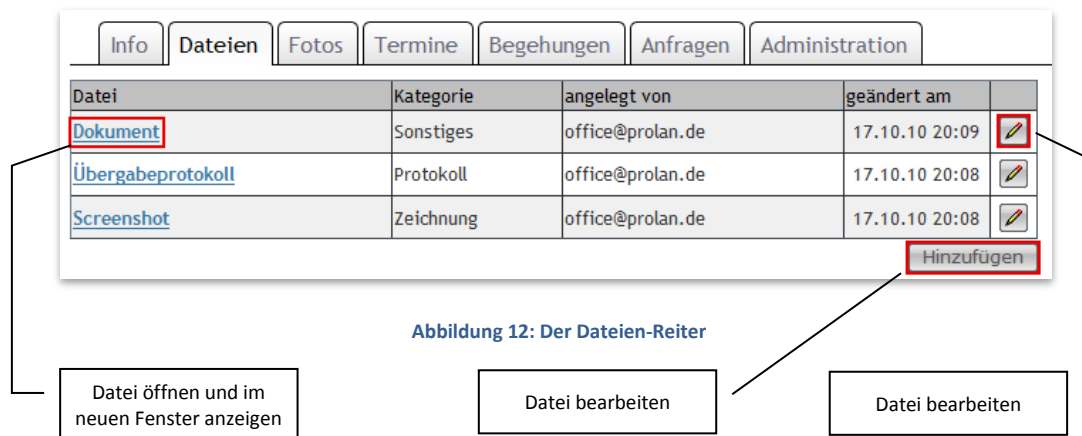 Info Dateien Fotos Termine Begehungen Anfragen Administration
Datei Kategorie angelegt von geändert am
Dokument Sonstiges office@prolan.de 17.10.10 20:09
Übergabeprotokoll Protokoll office@prolan.de 17.10.10 20:08
Screenshot Zeichnung office@prolan.de 17.10.10 20:08
Hinzufügen
Abbildung 12: Der Dateien-Reiter
Datei öffnen und im
neuen Fenster anzeigen
Datei bearbeiten
Datei bearbeiten